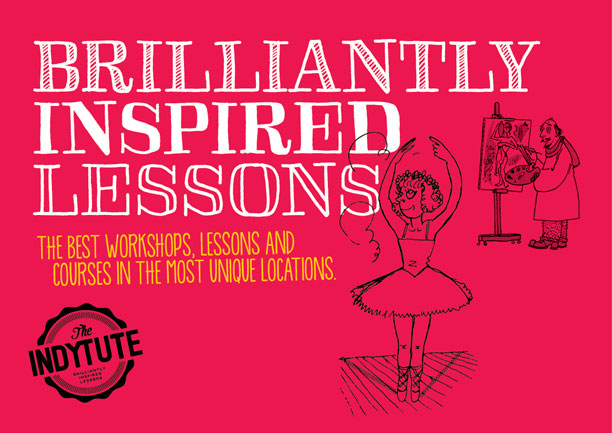 BRILLIANTLY
INSPIRED
LESSONS
THE BEST WORKSHOPS, LESSONS AND
COURSES IN THE MOST UNIQUE LOCATIONS.
The
INDYTUTE
BRILLIANTLY
INSPIRED
LESSONS